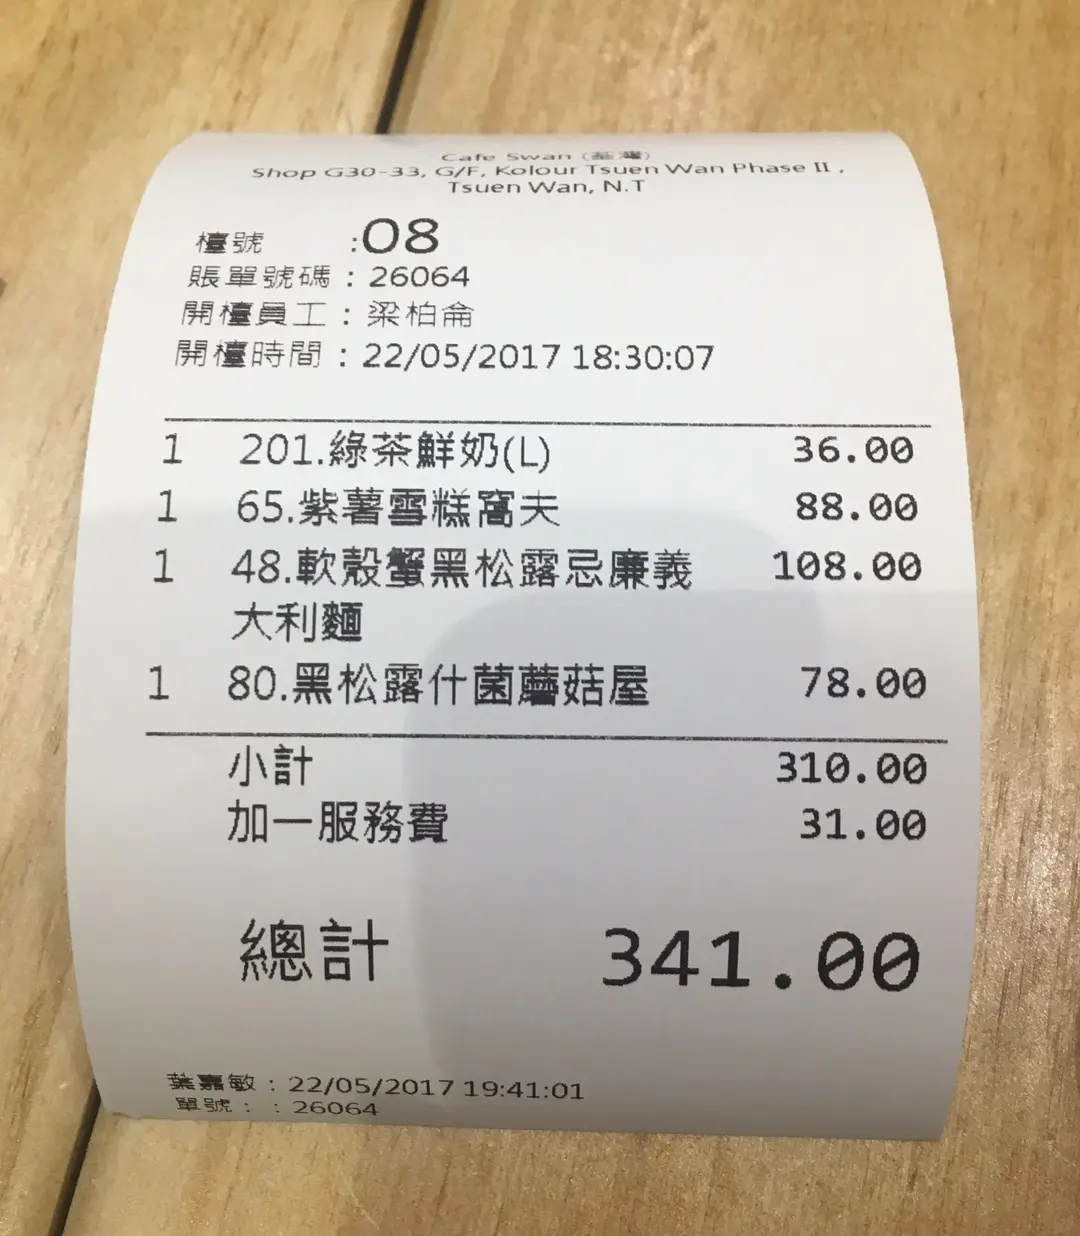 Cafe Swan (荃灣)
Shop G30-33, G/F, Kolour Tsuen Wan Phase II ,
Tsuen Wan, N.T
檯號 :08
賬單號碼 : 26064
開檯員工 : 梁柏侖
開檯時間 : 22/05/2017 18:30:07
1 201.綠茶鮮奶(L) 36.00
1 65.紫薯雪糕窩夫 88.00
1 48.軟殼蟹黑松露忌廉義 108.00
大利麵
1 80.黑松露什菌蘑菇屋 78.00
小計 310.00
加一服務費 31.00
總計 341.00
葉嘉敏 : 22/05/2017 19:41:01
單號 : : 26064